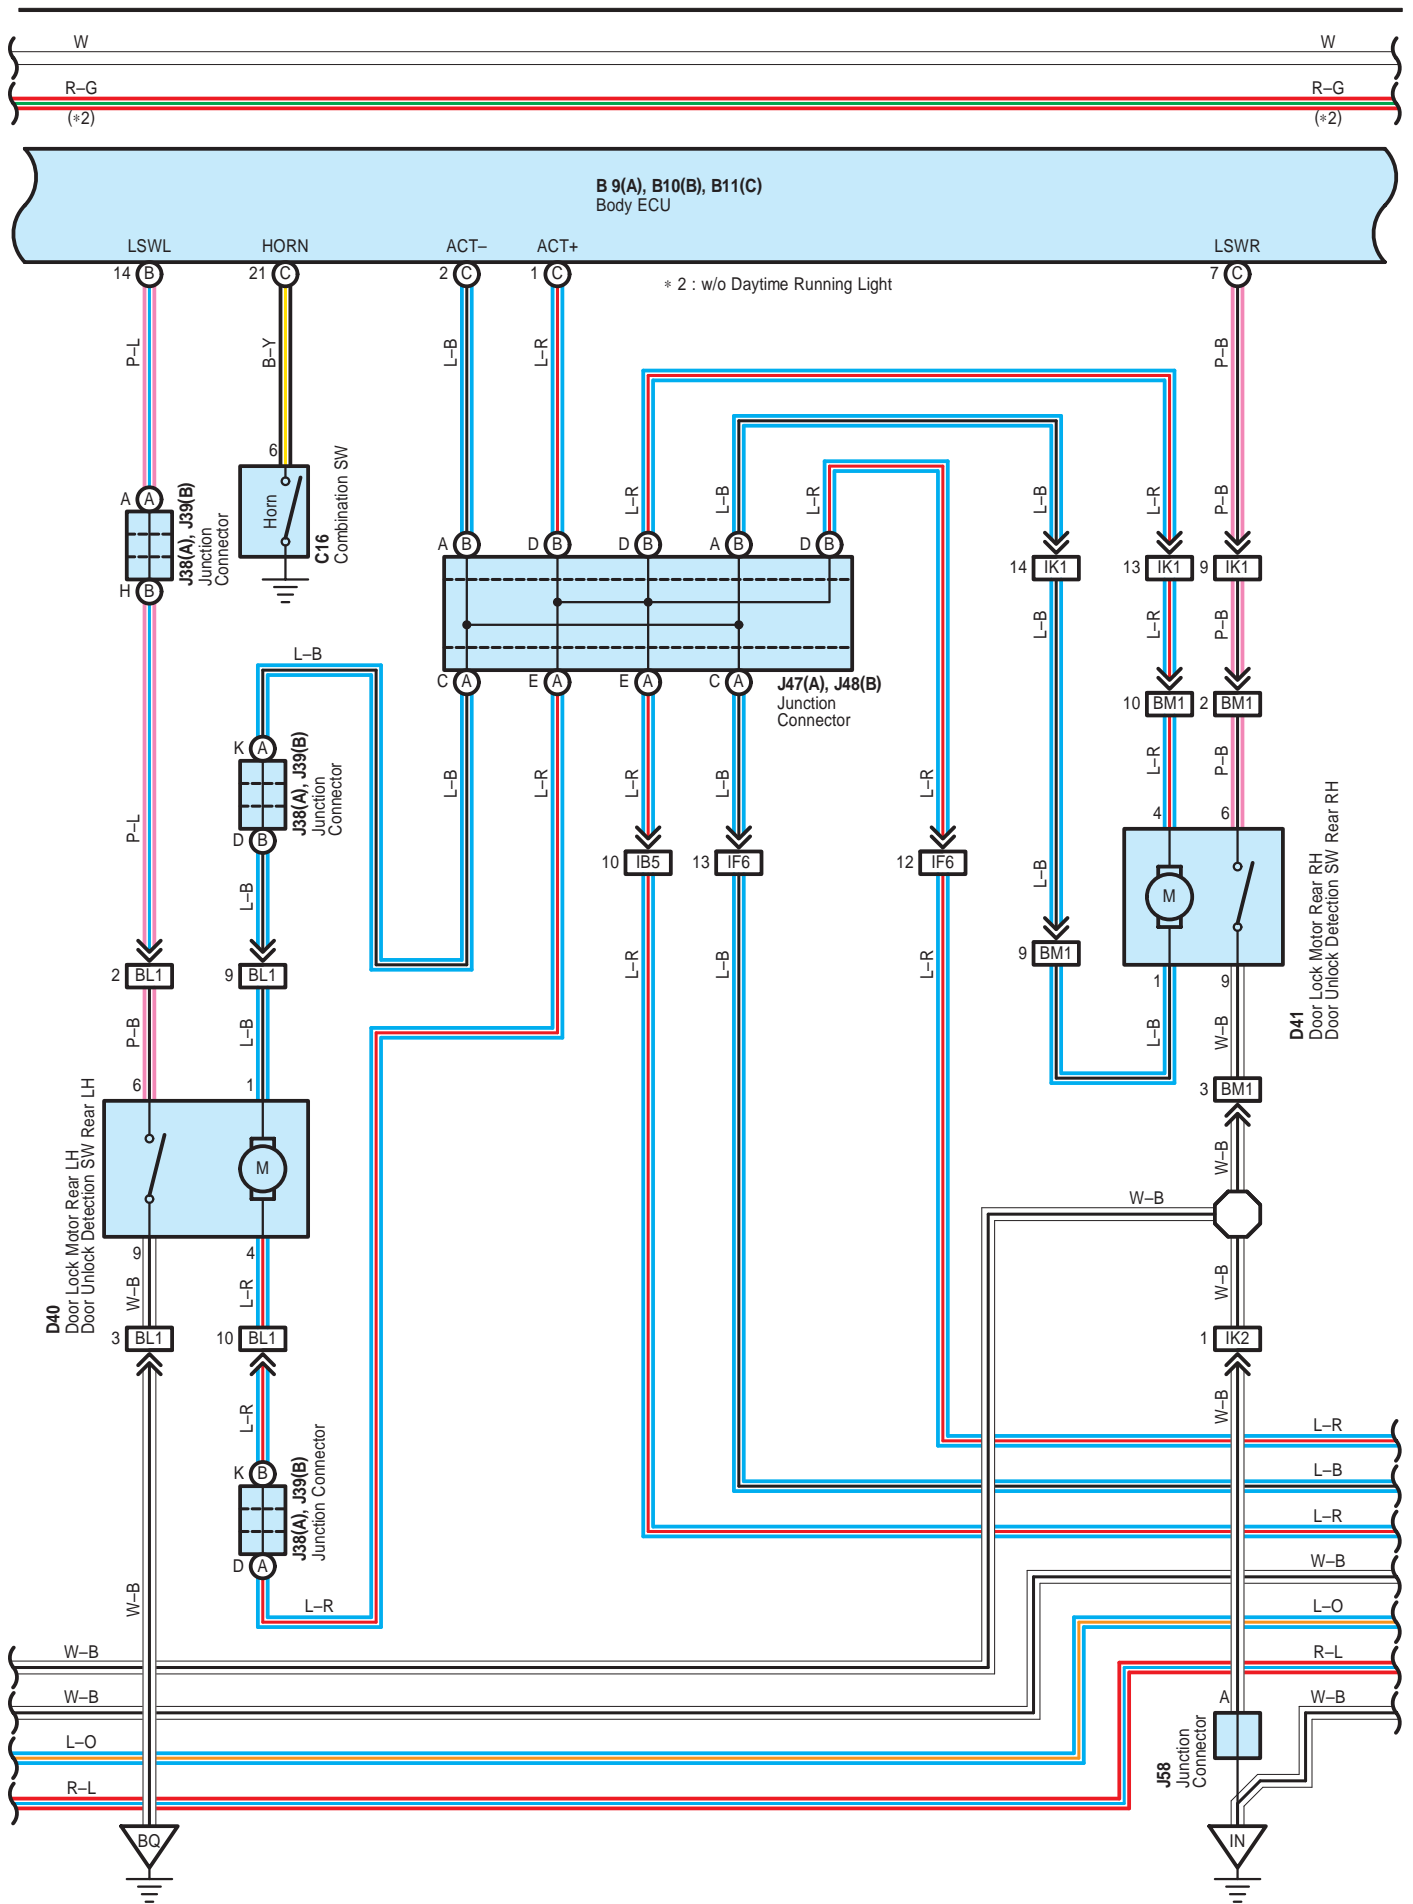 W W
R–G R–G
(*2) (*2)
B 9(A), B10(B), B11(C)
Body ECU
LSWL HORN ACT– ACT+ LSWR
14 B 21 C 2 C 1 C 7 C
* 2 : w/o Daytime Running Light
P–L B–Y L–B L–R P–B
6
Horn
C16
Combination SW
L–R L–B L–R L–B L–R P–B
A A
J38(A), J39(B)
Junction
Connector
H B
A B D B D B A B D B
14 IK1 13 IK1 9 IK1
L–B L–R P–B
L–B
C A E A E A C A
J47(A), J48(B)
Junction
Connector
10 BM1 2 BM1
K A
J38(A), J39(B)
Junction
Connector
D B
L–B L–R L–R L–B L–R L–R P–B
P–L
4 6
10 IB5 13 IF6 12 IF6
L–B L–B
M
D41
Door Lock Motor Rear RH
Door Unlock Detection SW Rear RH
9 BM1
2 BL1 9 BL1
L–R L–B L–R
1 9
P–B L–B L–B W–B
6 1
3 BM1
D40
Door Lock Motor Rear LH
Door Unlock Detection SW Rear LH
M
W–B
W–B
9 4
W–B L–R W–B
3 BL1 10 BL1 1 IK2
L–R W–B
L–R
K B
J38(A), J39(B)
Junction Connector
D A
L–B
L–R
W–B
W–B L–R L–O
W–B R–L
W–B A W–B
L–O
J58
Junction
Connector
R–L
BQ IN